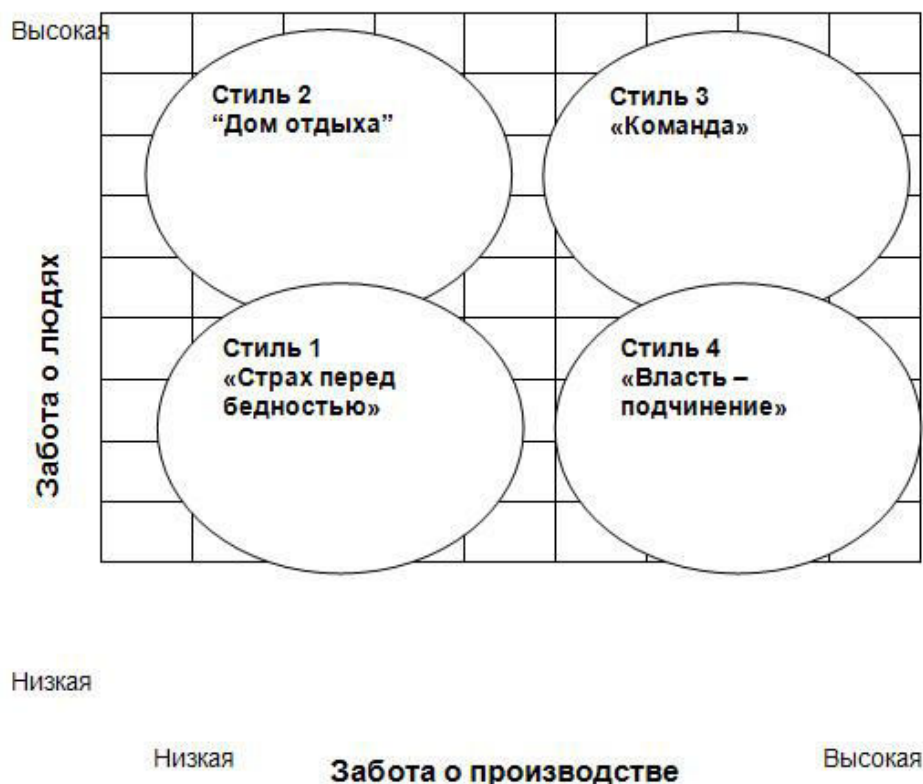 Высокая
Стиль 2
“Дом отдыха”
Стиль 3
«Команда»
Забота о людях
Стиль 1
«Страх перед
бедностью»
Стиль 4
«Власть –
подчинение»
Низкая
Низкая
Забота о производстве
Высокая